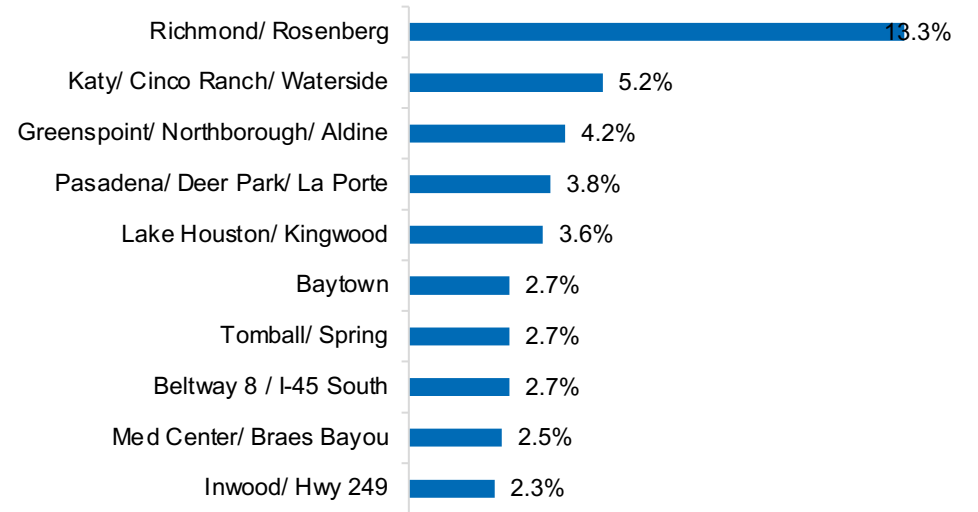 Richmond/ Rosenberg 13.3%
Katy/ Cinco Ranch/ Waterside 5.2%
Greenspoint/ Northborough/ Aldine 4.2%
Pasadena/ Deer Park/ La Porte 3.8%
Lake Houston/ Kingwood 3.6%
Baytown 2.7%
Tomball/ Spring 2.7%
Beltway 8 / I-45 South 2.7%
Med Center/ Braes Bayou 2.5%
Inwood/ Hwy 249 2.3%